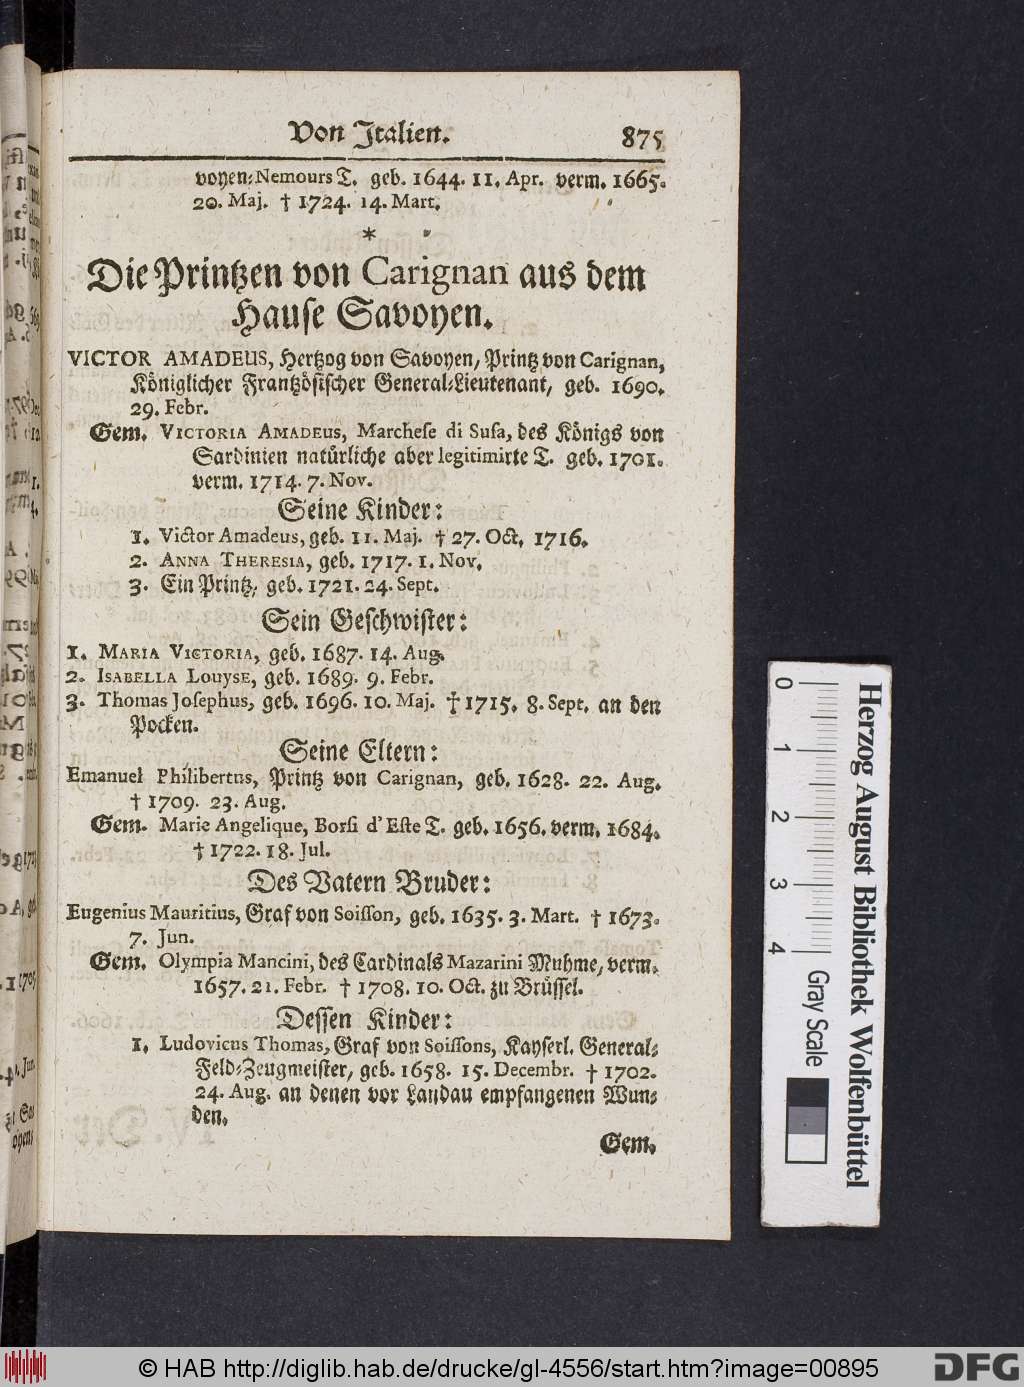 Von Italien. 875
voyen-Nemours T. geb. 1644. 11. Apr. verm. 1665.
20. Maj. † 1724. 14. Mart.
*
Die Printzen von Carignan aus dem
Hause Savoyen.
VICTOR AMADEUS, Hertzog von Savoyen, Printz von Carignan,
Königlicher Frantzösischer General-Lieutenant, geb. 1690.
29. Febr.
Gem. VICTORIA AMADEUS, Marchese di Susa, des Königs von
Sardinien natürliche aber legitimirte T. geb. 1701.
verm. 1714. 7. Nov.
Seine Kinder:
1. Victor Amadeus, geb. 11. Maj. † 27. Oct. 1716.
2. ANNA THERESIA, geb. 1717. 1. Nov.
3. Ein Printz, geb. 1721. 24. Sept.
Sein Geschwister:
1. MARIA VICTORIA, geb. 1687. 14. Aug.
2. ISABELLA LOUYSE, geb. 1689. 9. Febr.
3. Thomas Josephus, geb. 1696. 10. Maj. † 1715. 8. Sept. an den
Pocken.
Seine Eltern:
Emanuel Philibertus, Printz von Carignan, geb. 1628. 22. Aug.
† 1709. 23. Aug.
Gem. Marie Angelique, Borsi d'Este T. geb. 1656. verm. 1684.
† 1722. 18. Jul.
Des Vatern Bruder:
Eugenius Mauritius, Graf von Soisson, geb. 1635. 3. Mart. † 1673.
7. Jun.
Gem. Olympia Mancini, des Cardinals Mazarini Muhme, verm.
1657. 21. Febr. † 1708. 10. Oct. zu Brüssel.
Dessen Kinder:
1. Ludovicus Thomas, Graf von Soissons, Kayserl. General-
Feld-Zeugmeister, geb. 1658. 15. Decembr. † 1702.
24. Aug. an denen vor Landau empfangenen Wun-
den.
Gem.
0 1 2 3 4 Gray Scale
Herzog August Bibliothek Wolfenbüttel
© HAB http://diglib.hab.de/drucke/gl-4556/start.htm?image=00895
DFG